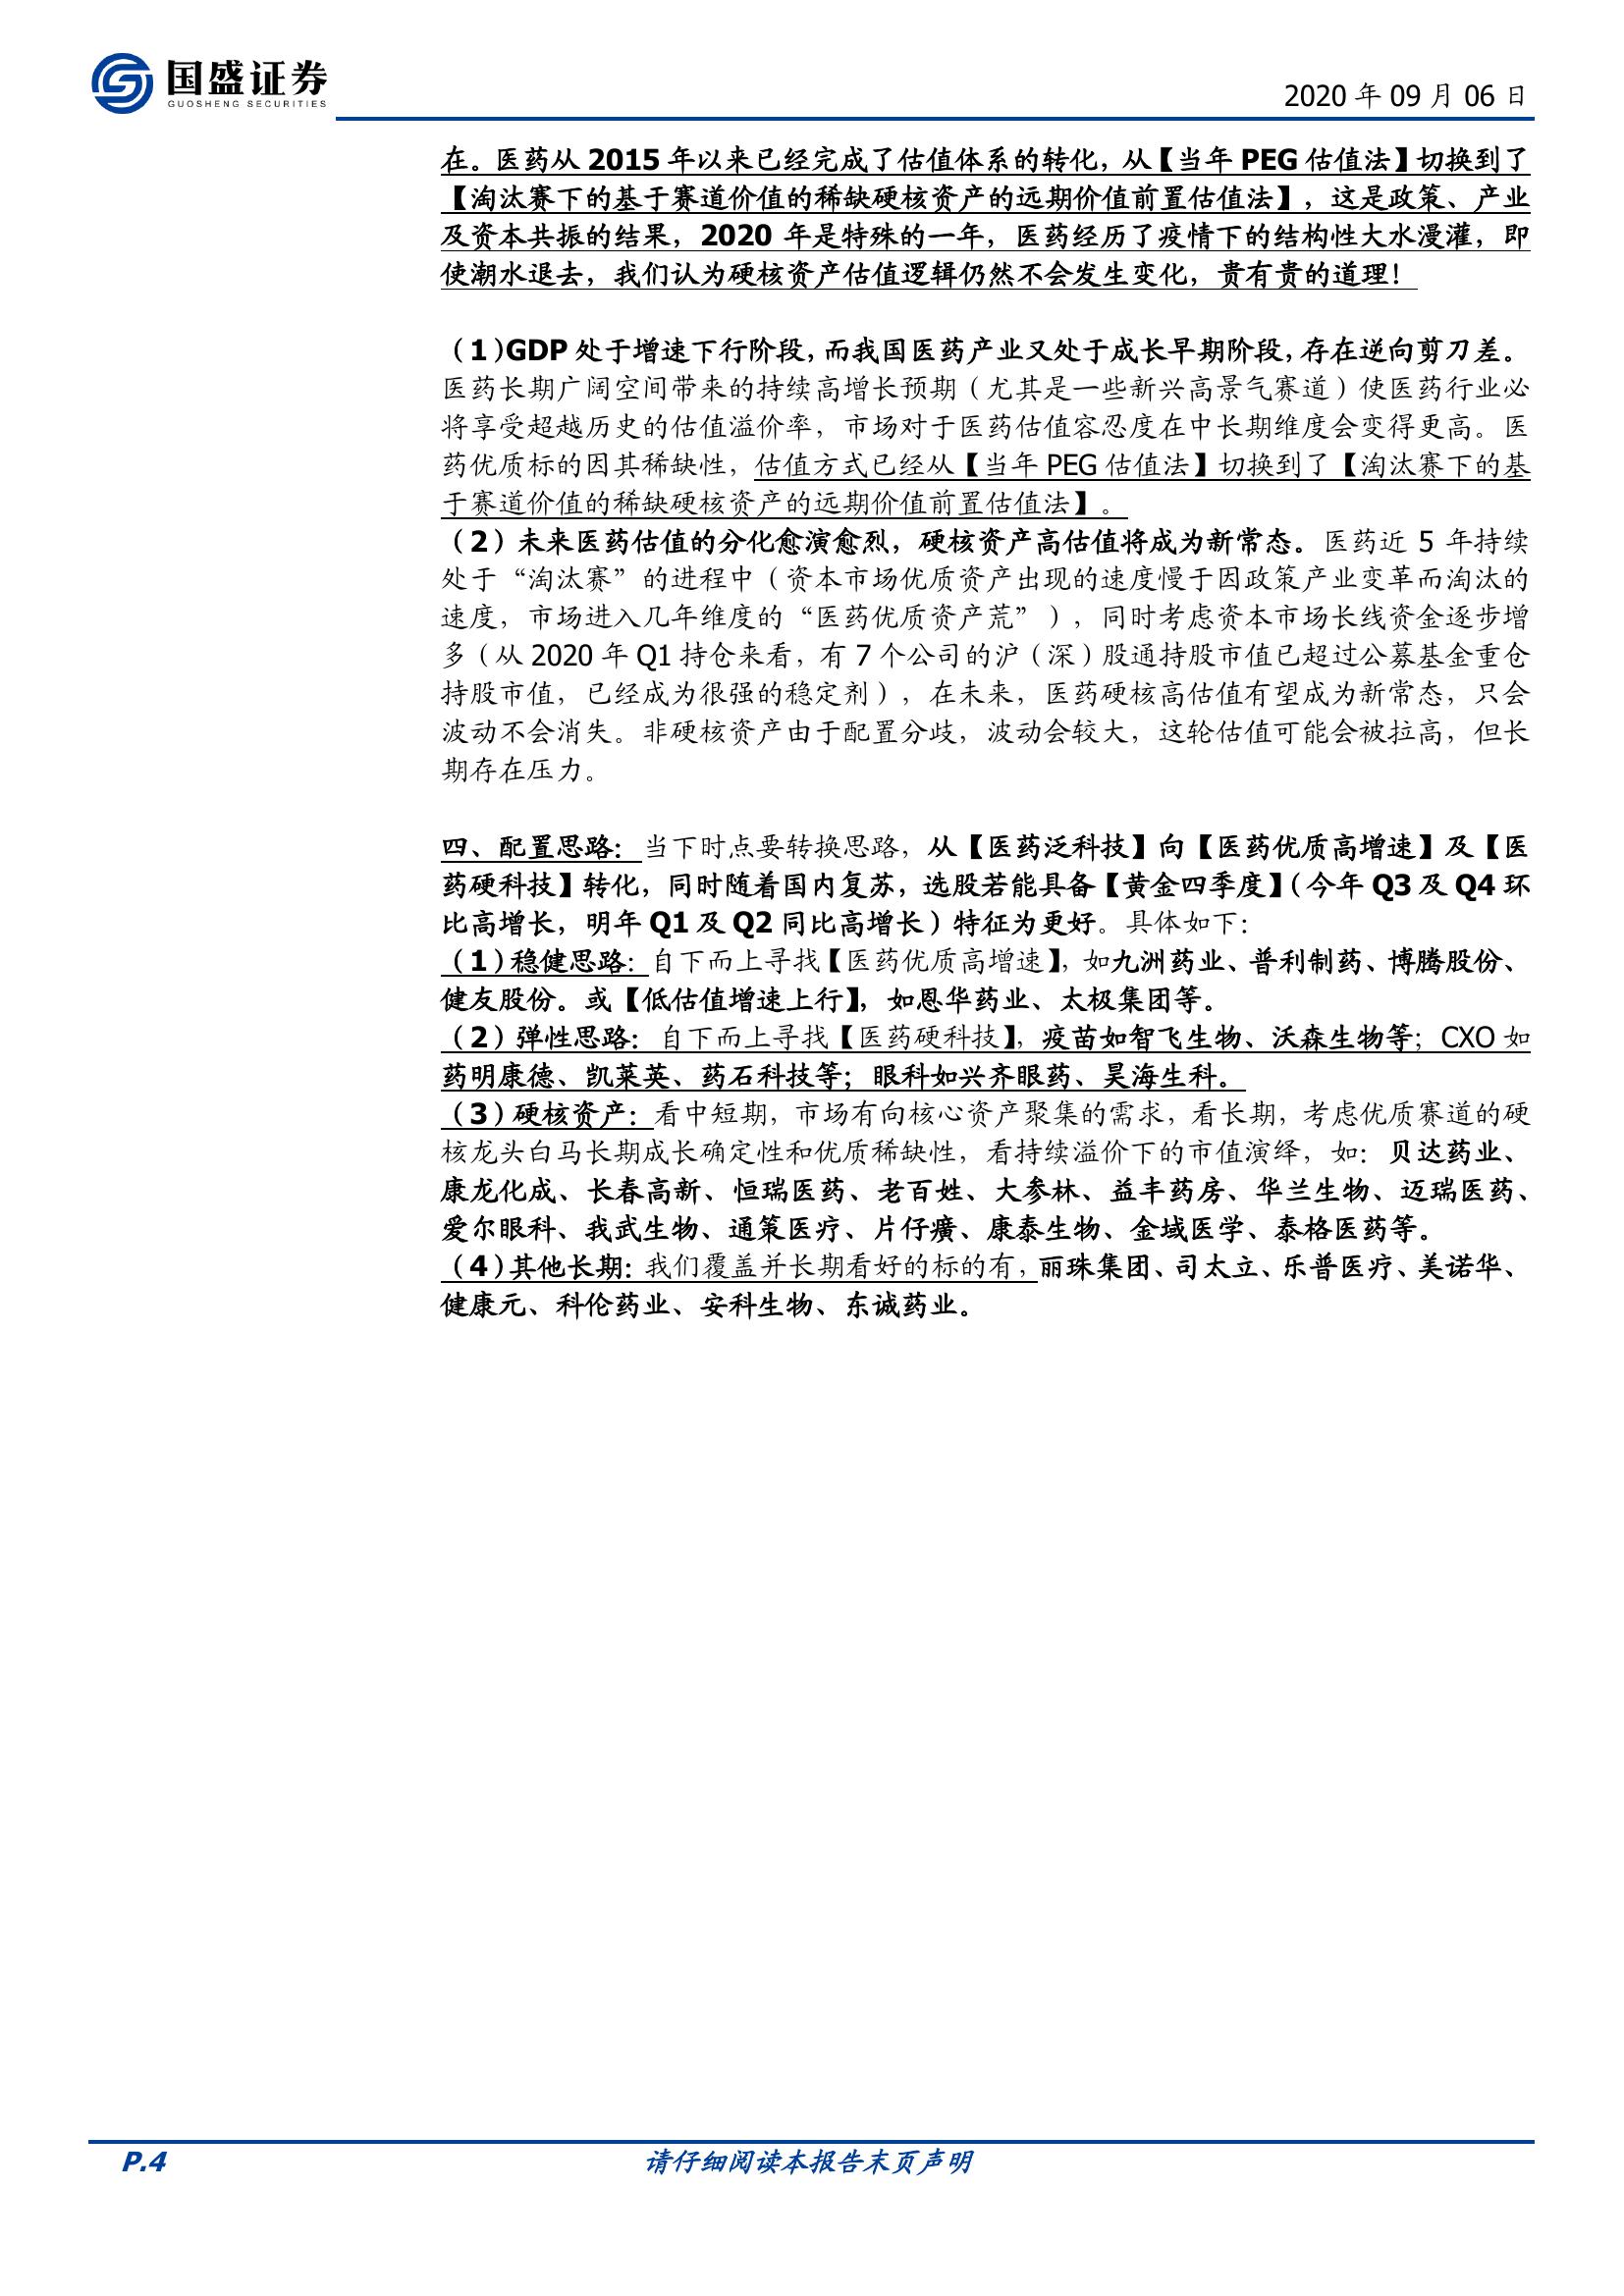 国盛证券
GUOSHENG SECURITIES
2020 年 09 月 06 日
在。医药从 2015 年以来已经完成了估值体系的转化，从【当年 PEG 估值法】切换到了
【淘汰赛下的基于赛道价值的稀缺硬核资产的远期价值前置估值法】，这是政策、产业
及资本共振的结果，2020 年是特殊的一年，医药经历了疫情下的结构性大水漫灌，即
使潮水退去，我们认为硬核资产估值逻辑仍然不会发生变化，贵有贵的道理！
（1）GDP 处于增速下行阶段，而我国医药产业又处于成长早期阶段，存在逆向剪刀差。
医药长期广阔空间带来的持续高增长预期（尤其是一些新兴高景气赛道）使医药行业必
将享受超越历史的估值溢价率，市场对于医药估值容忍度在中长期维度会变得更高。医
药优质标的因其稀缺性，估值方式已经从【当年 PEG 估值法】切换到了【淘汰赛下的基
于赛道价值的稀缺硬核资产的远期价值前置估值法】。
（2）未来医药估值的分化愈演愈烈，硬核资产高估值将成为新常态。医药近 5 年持续
处于“淘汰赛”的进程中（资本市场优质资产出现的速度慢于因政策产业变革而淘汰的
速度，市场进入几年维度的“医药优质资产荒”），同时考虑资本市场长线资金逐步增
多（从 2020 年 Q1 持仓来看，有 7 个公司的沪（深）股通持股市值已超过公募基金重仓
持股市值，已经成为很强的稳定剂），在未来，医药硬核高估值有望成为新常态，只会
波动不会消失。非硬核资产由于配置分歧，波动会较大，这轮估值可能会被拉高，但长
期存在压力。
四、配置思路：当下时点要转换思路，从【医药泛科技】向【医药优质高增速】及【医
药硬科技】转化，同时随着国内复苏，选股若能具备【黄金四季度】（今年 Q3 及 Q4 环
比高增长，明年 Q1 及 Q2 同比高增长）特征为更好。具体如下：
（1）稳健思路：自下而上寻找【医药优质高增速】，如九洲药业、普利制药、博腾股份、
健友股份。或【低估值增速上行】，如恩华药业、太极集团等。
（2）弹性思路：自下而上寻找【医药硬科技】，疫苗如智飞生物、沃森生物等；CXO 如
药明康德、凯莱英、药石科技等；眼科如兴齐眼药、昊海生科。
（3）硬核资产：看中短期，市场有向核心资产聚集的需求，看长期，考虑优质赛道的硬
核龙头白马长期成长确定性和优质稀缺性，看持续溢价下的市值演绎，如：贝达药业、
康龙化成、长春高新、恒瑞医药、老百姓、大参林、益丰药房、华兰生物、迈瑞医药、
爱尔眼科、我武生物、通策医疗、片仔癀、康泰生物、金域医学、泰格医药等。
（4）其他长期：我们覆盖并长期看好的标的有，丽珠集团、司太立、乐普医疗、美诺华、
健康元、科伦药业、安科生物、东诚药业。
P.4
请仔细阅读本报告末页声明